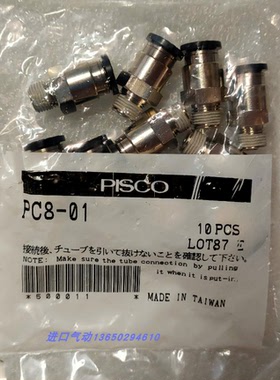 PISCO
PC8-01
10 PCS
LOT87
接続後、チューブを引いて抜けないことを確認して下さい。
NOTE: Make sure the tube connection by pulling
it when it is put-in.
*500011*
MADE IN TAIWAN
进口气动13650294610